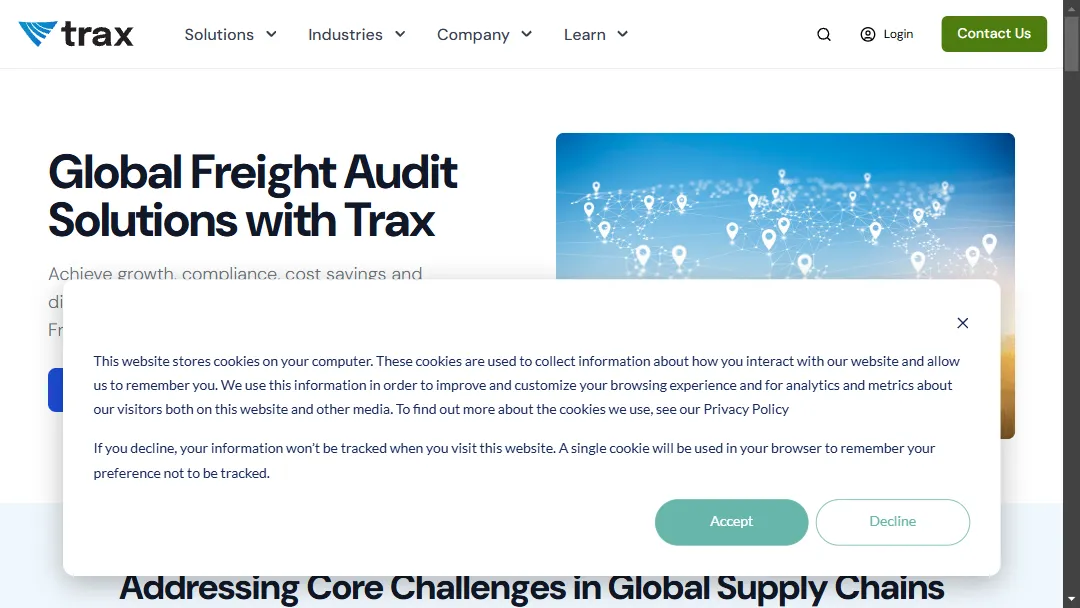 trax
Solutions
Industries
Company
Learn
Login
Contact Us
Global Freight Audit
Solutions with Trax
Achieve growth, compliance, cost savings and
di
Fr
This website stores cookies on your computer. These cookies are used to collect information about how you interact with our website and allow
us to remember you. We use this information in order to improve and customize your browsing experience and for analytics and metrics about
our visitors both on this website and other media. To find out more about the cookies we use, see our Privacy Policy
If you decline, your information won't be tracked when you visit this website. A single cookie will be used in your browser to remember your
preference not to be tracked.
Accept
Decline
Addressing Core Challenges in Global Supply Chains